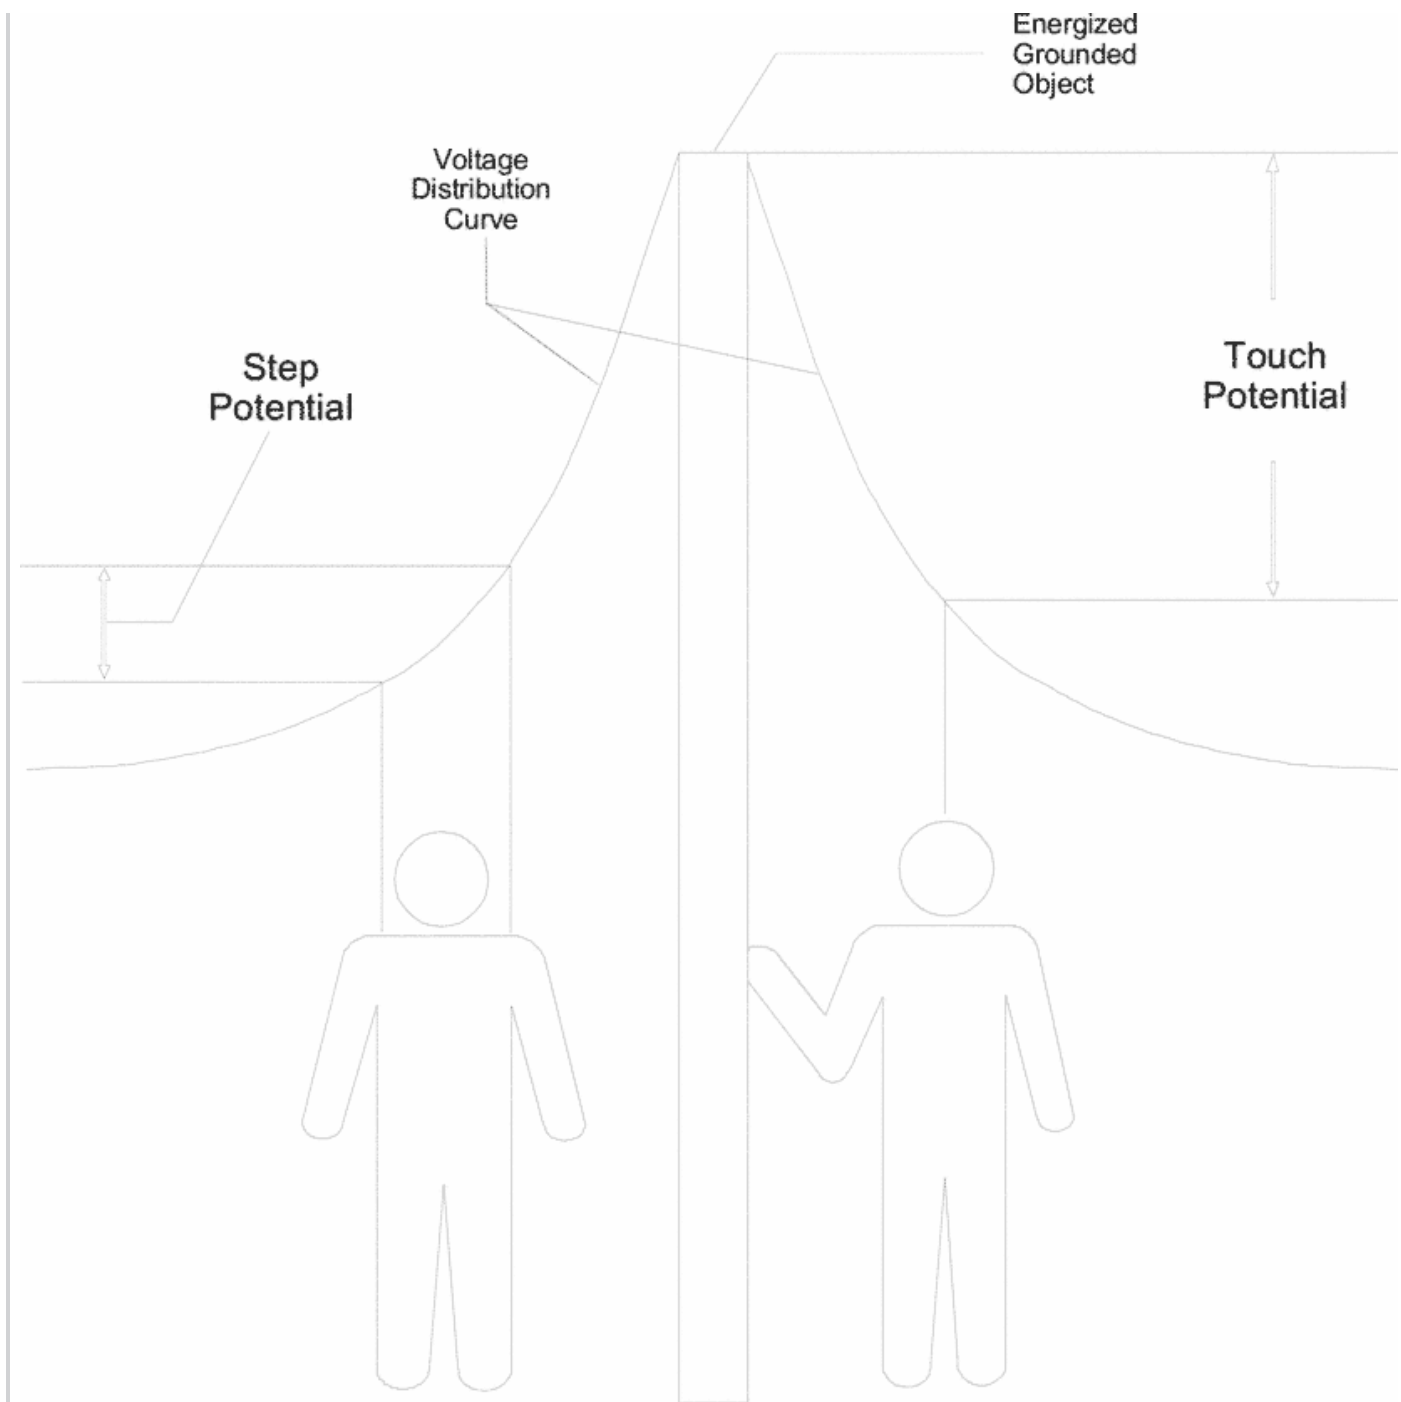 Energized
Grounded
Object
Voltage
Distribution
Curve
Step
Potential
Touch
Potential